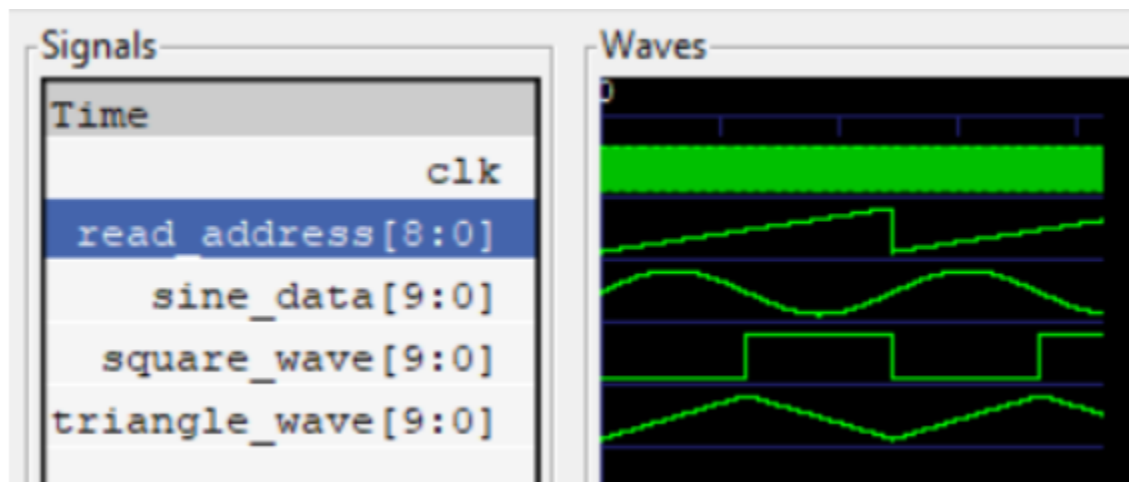 Signals
Waves
Time
0
clk
read_address[8:0]
sine_data[9:0]
square_wave[9:0]
triangle_wave[9:0]